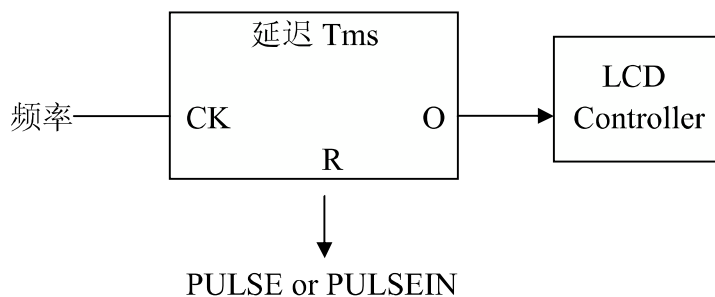 延迟 Tms
频率
CK
O
R
LCD
Controller
PULSE or PULSEIN